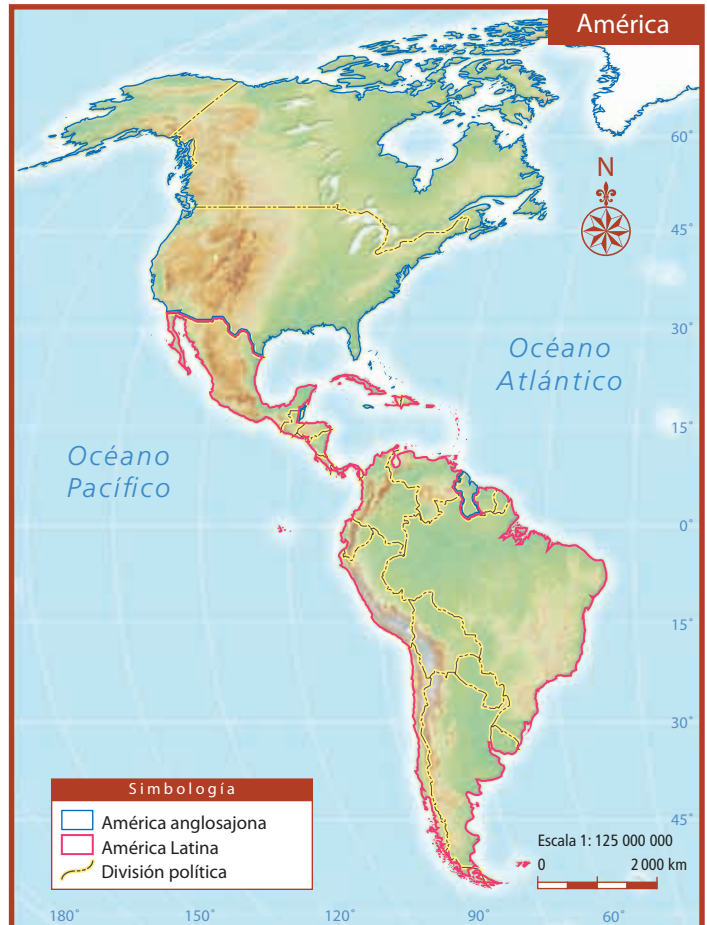 América
60°
N
45°
30°
Océano
Atlántico
15°
Océano
Pacífico
0°
15°
30°
Simbología
América anglosajona
América Latina
División política
45°
Escala 1: 125 000 000
0 2 000 km
180° 150° 120° 90° 60°